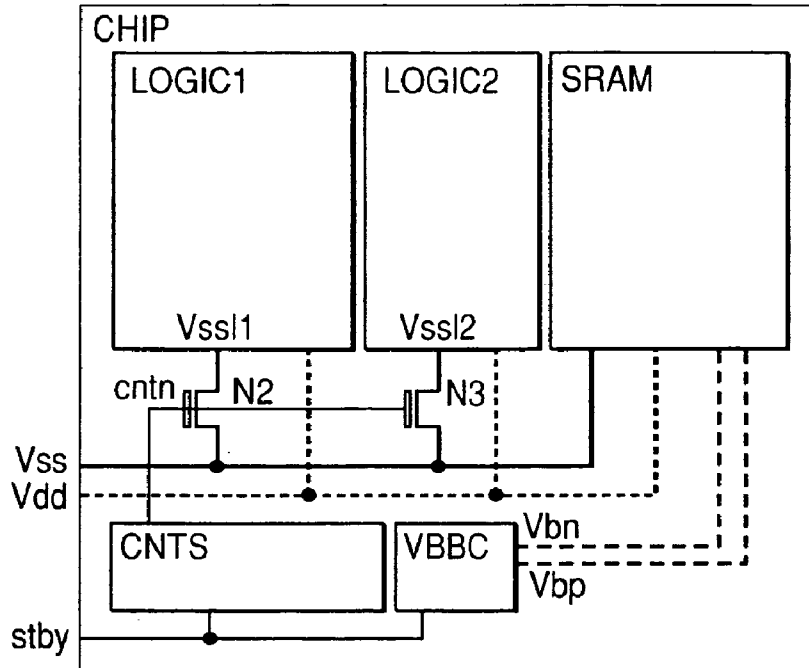 CHIP
LOGIC1
LOGIC2
SRAM
Vssl1
Vssl2
cntn
N2
N3
Vss
Vdd
CNTS
VBBC
Vbn
Vbp
stby